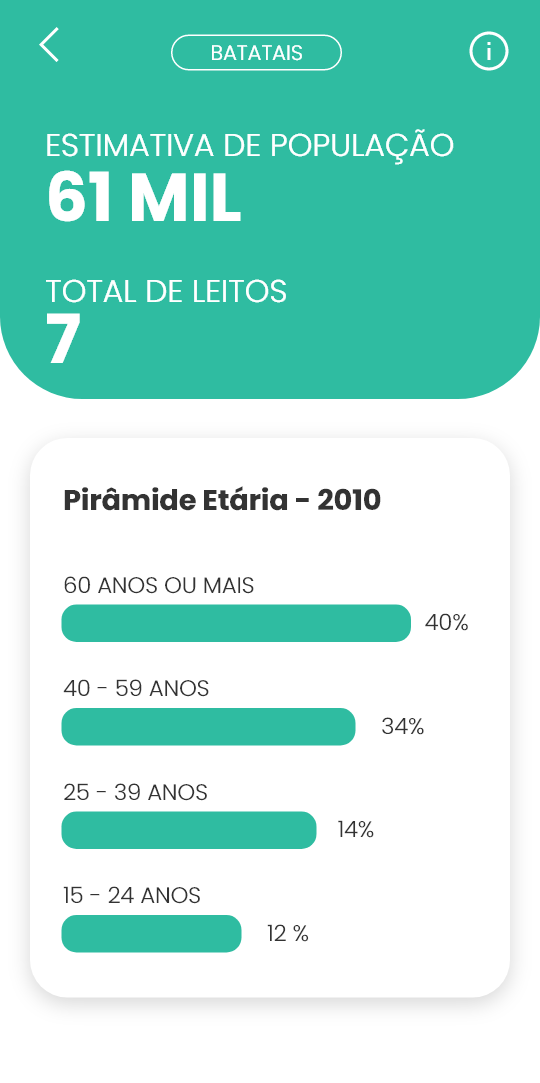 BATATAIS
i
ESTIMATIVA DE POPULAÇÃO
61 MIL
TOTAL DE LEITOS
7
Pirâmide Etária - 2010
60 ANOS OU MAIS
40%
40 - 59 ANOS
34%
25 - 39 ANOS
14%
15 - 24 ANOS
12 %